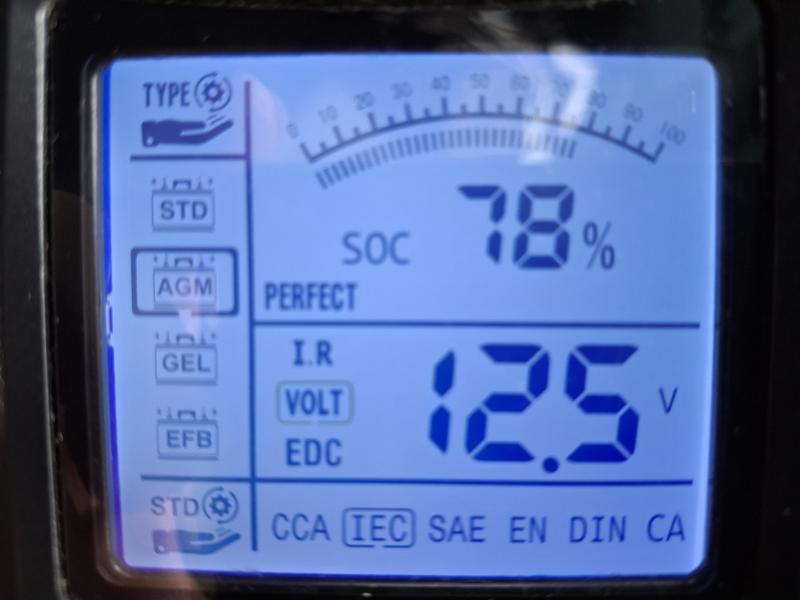 TYPE
STD
AGM
GEL
EFB
STD
0 10 20 30 40 50 60 70 80 90 100
SOC 78%
PERFECT
I.R
VOLT
EDC
12.5 V
CCA IEC SAE EN DIN CA